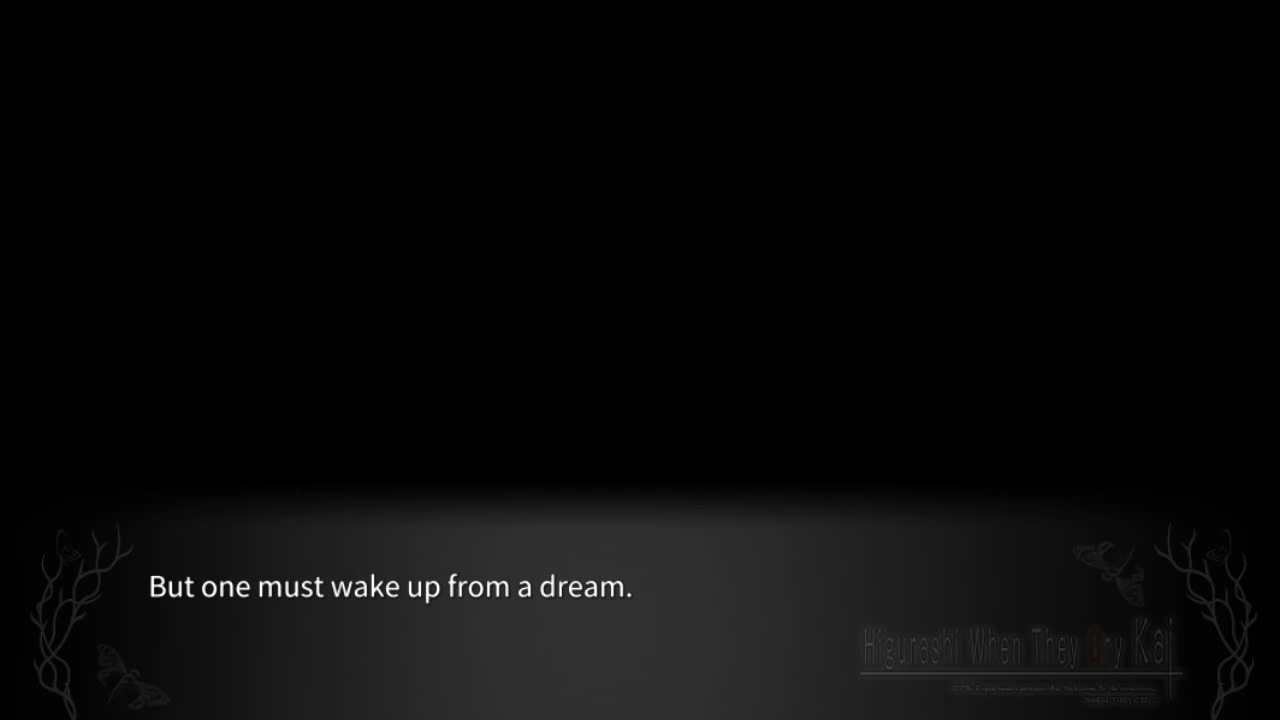 But one must wake up from a dream.
Higurashi When They Cry Kai